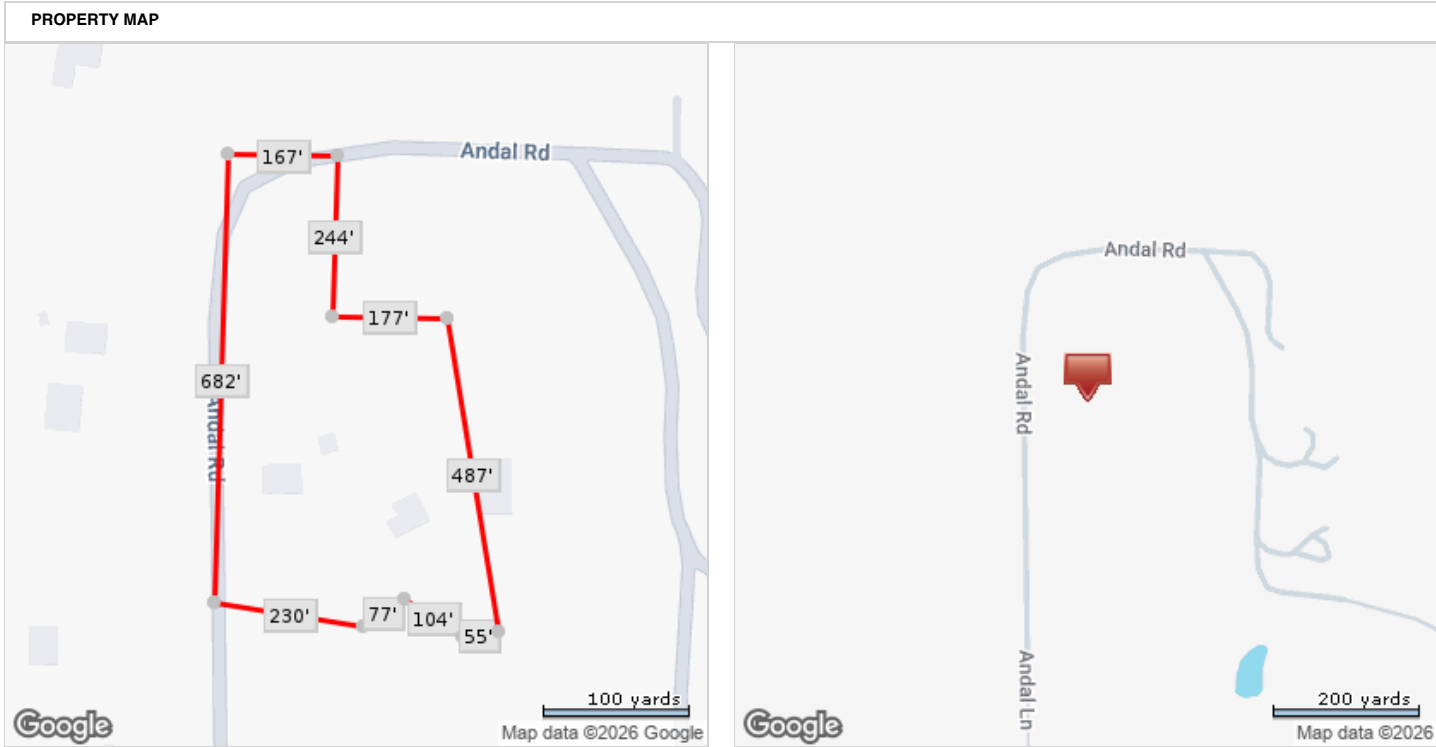 PROPERTY MAP
Andal Rd
167'
244'
177'
682'
Andal Rd
487'
230'
77'
104'
55'
100 yards
Google
Map data ©2026 Google
Andal Rd
Andal Rd
Andal Ln
200 yards
Google
Map data ©2026